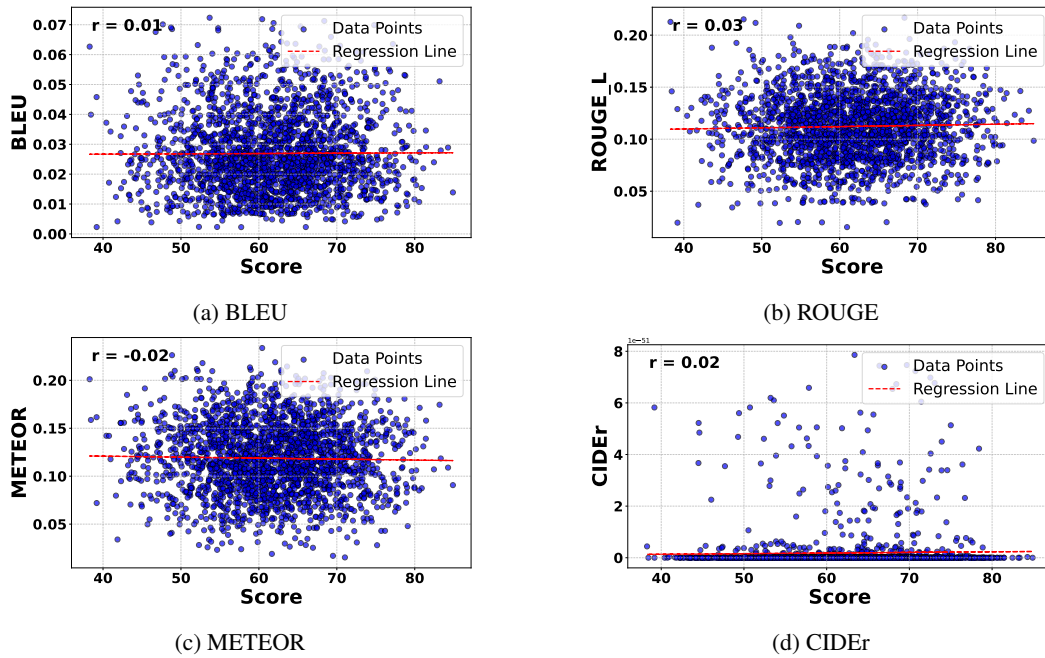 r = 0.01
Data Points
Regression Line
0.07
0.06
0.05
0.04
0.03
0.02
0.01
0.00
BLEU
40
50
60
70
80
Score
(a) BLEU
r = 0.03
Data Points
Regression Line
0.20
0.15
0.10
0.05
ROUGE_L
40
50
60
70
80
Score
(b) ROUGE
r = -0.02
Data Points
Regression Line
0.20
0.15
0.10
0.05
METEOR
40
50
60
70
80
Score
(c) METEOR
1e−51
r = 0.02
Data Points
Regression Line
8
6
4
2
0
CIDEr
40
50
60
70
80
Score
(d) CIDEr